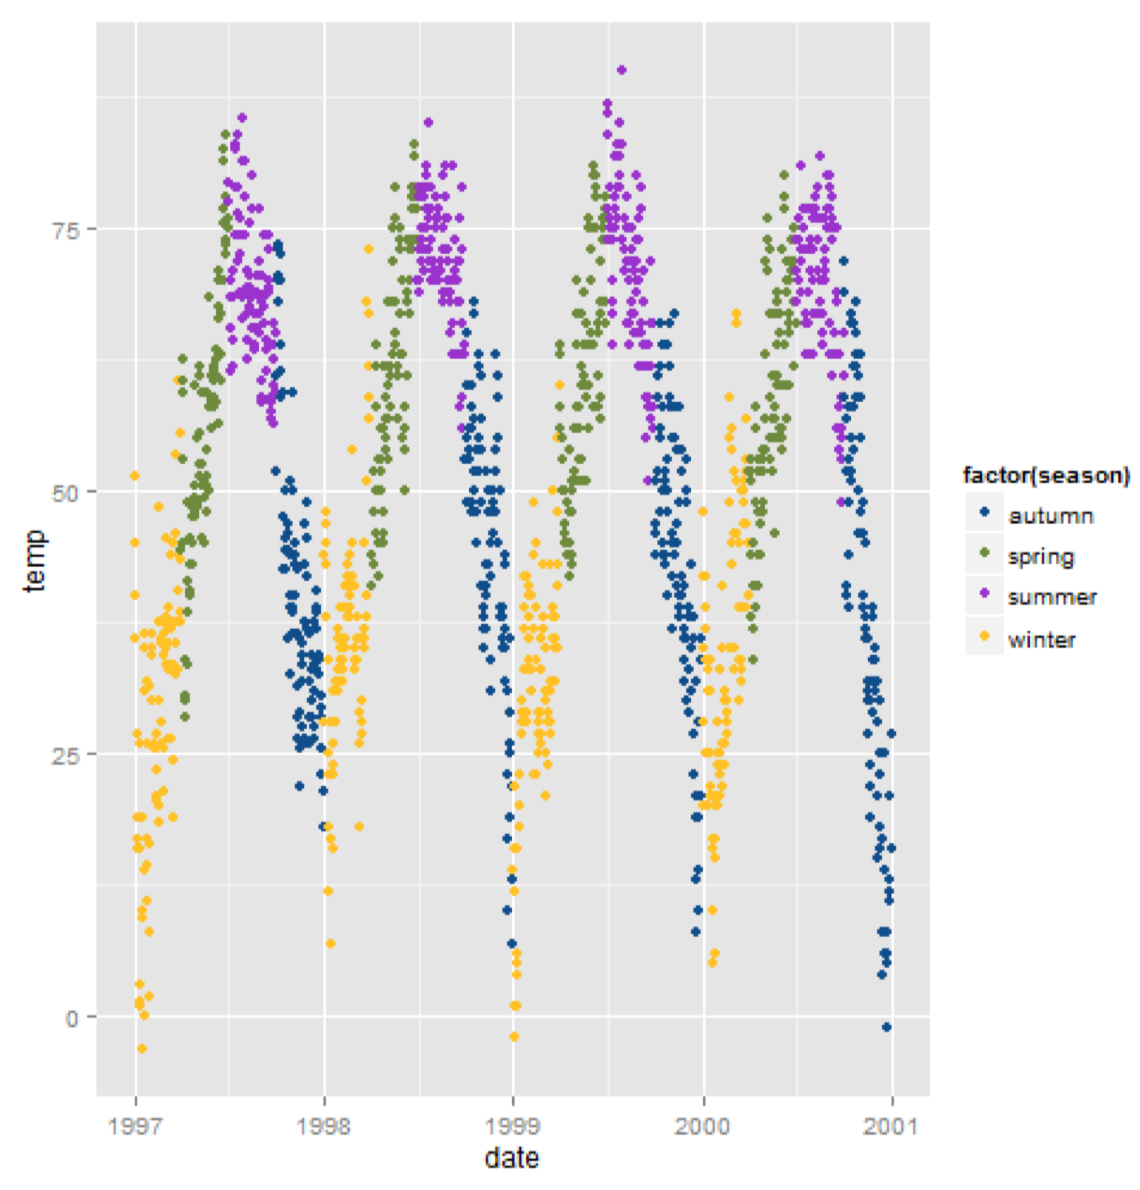 temp
75
50
25
0
1997 1998 1999 2000 2001
date
factor(season)
autumn
spring
summer
winter